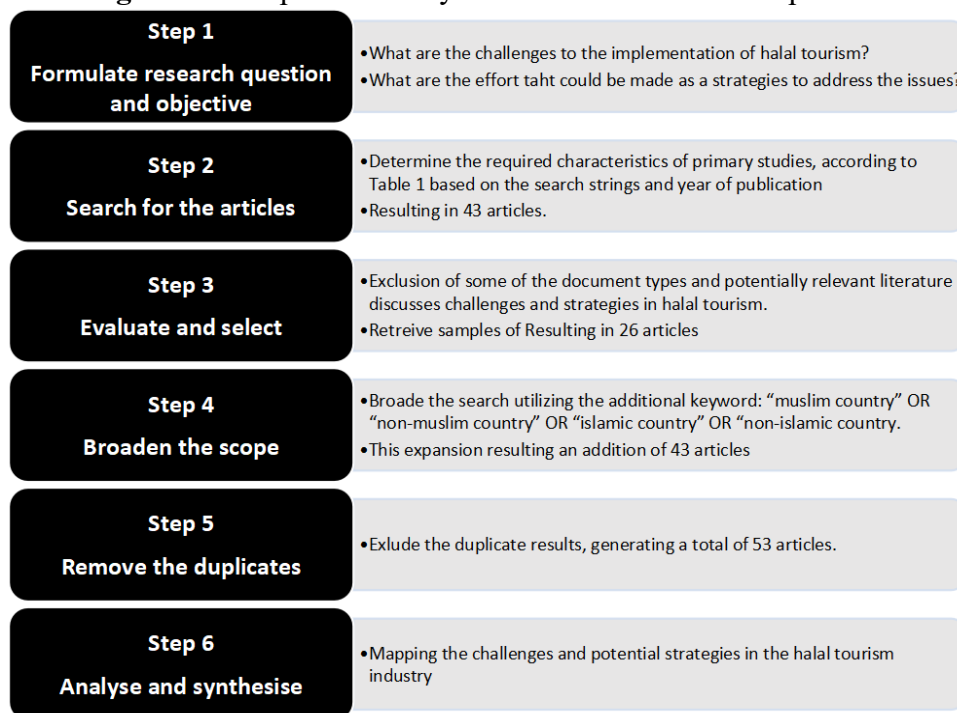 Step 1
Formulate research question
and objective
•What are the challenges to the implementation of halal tourism?
•What are the effort taht could be made as a strategies to address the issues?
Step 2
Search for the articles
•Determine the required characteristics of primary studies, according to
Table 1 based on the search strings and year of publication
•Resulting in 43 articles.
Step 3
Evaluate and select
•Exclusion of some of the document types and potentially relevant literature
discusses challenges and strategies in halal tourism.
•Retreive samples of Resulting in 26 articles
Step 4
Broaden the scope
•Broade the search utilizing the additional keyword: “muslim country” OR
“non-muslim country” OR “islamic country” OR “non-islamic country.
•This expansion resulting an addition of 43 articles
Step 5
Remove the duplicates
•Exlude the duplicate results, generating a total of 53 articles.
Step 6
Analyse and synthesise
•Mapping the challenges and potential strategies in the halal tourism
industry